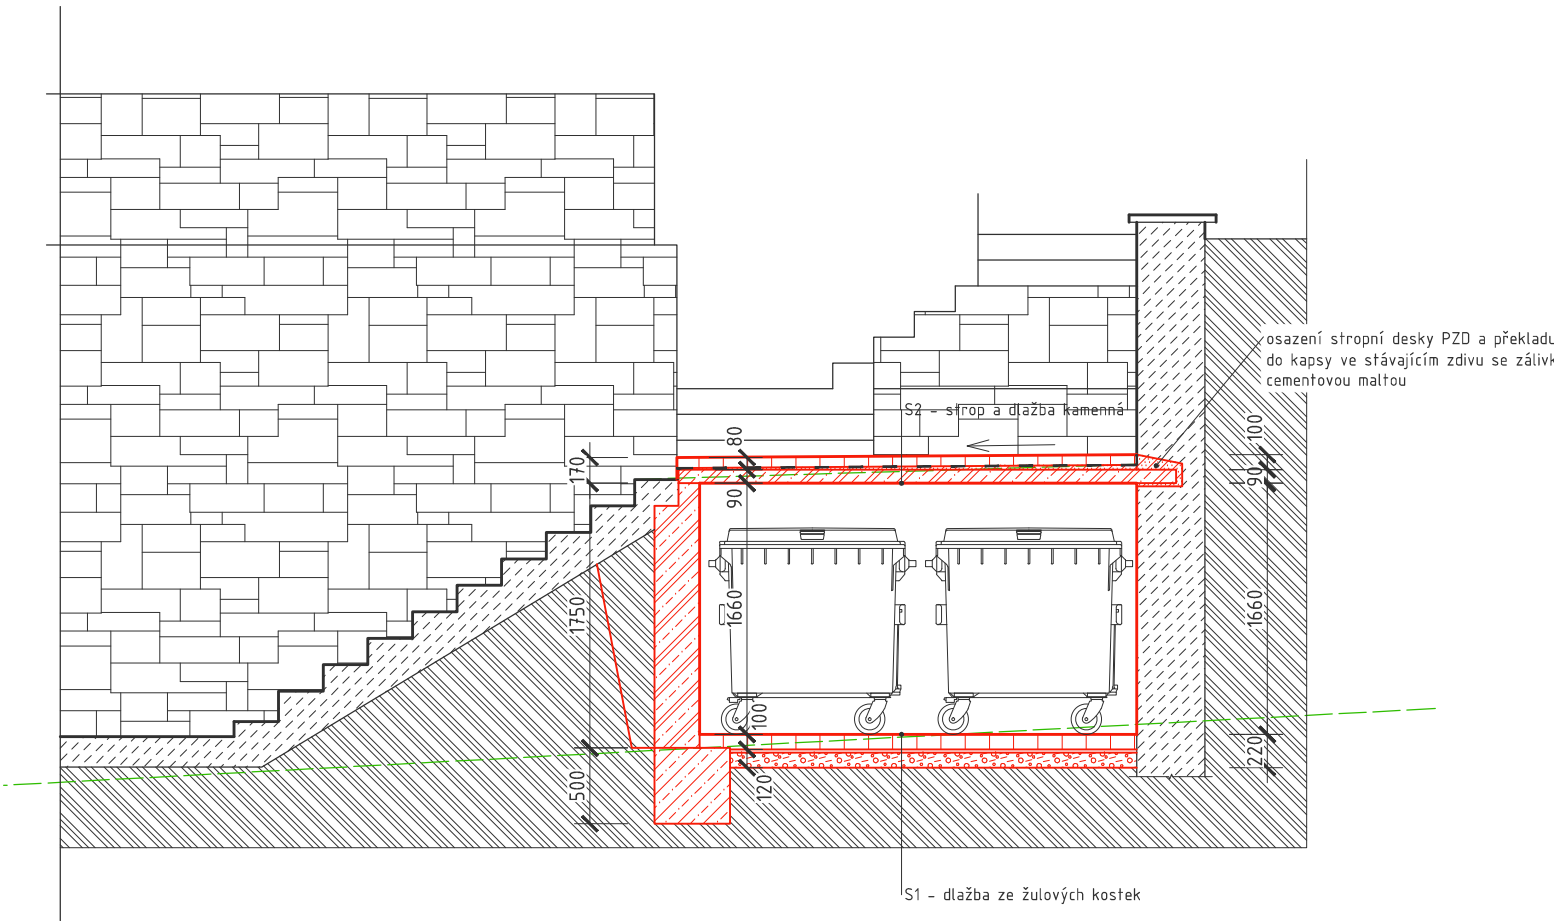 osazení stropní desky PZD a překladu
do kapsy ve stávajícím zdivu se zálivk
cementovou maltou
S2 - strop a dlažba kamenná
80
170
90
100
90
1750
1660
1660
100
220
500
120
S1 - dlažba ze žulových kostek